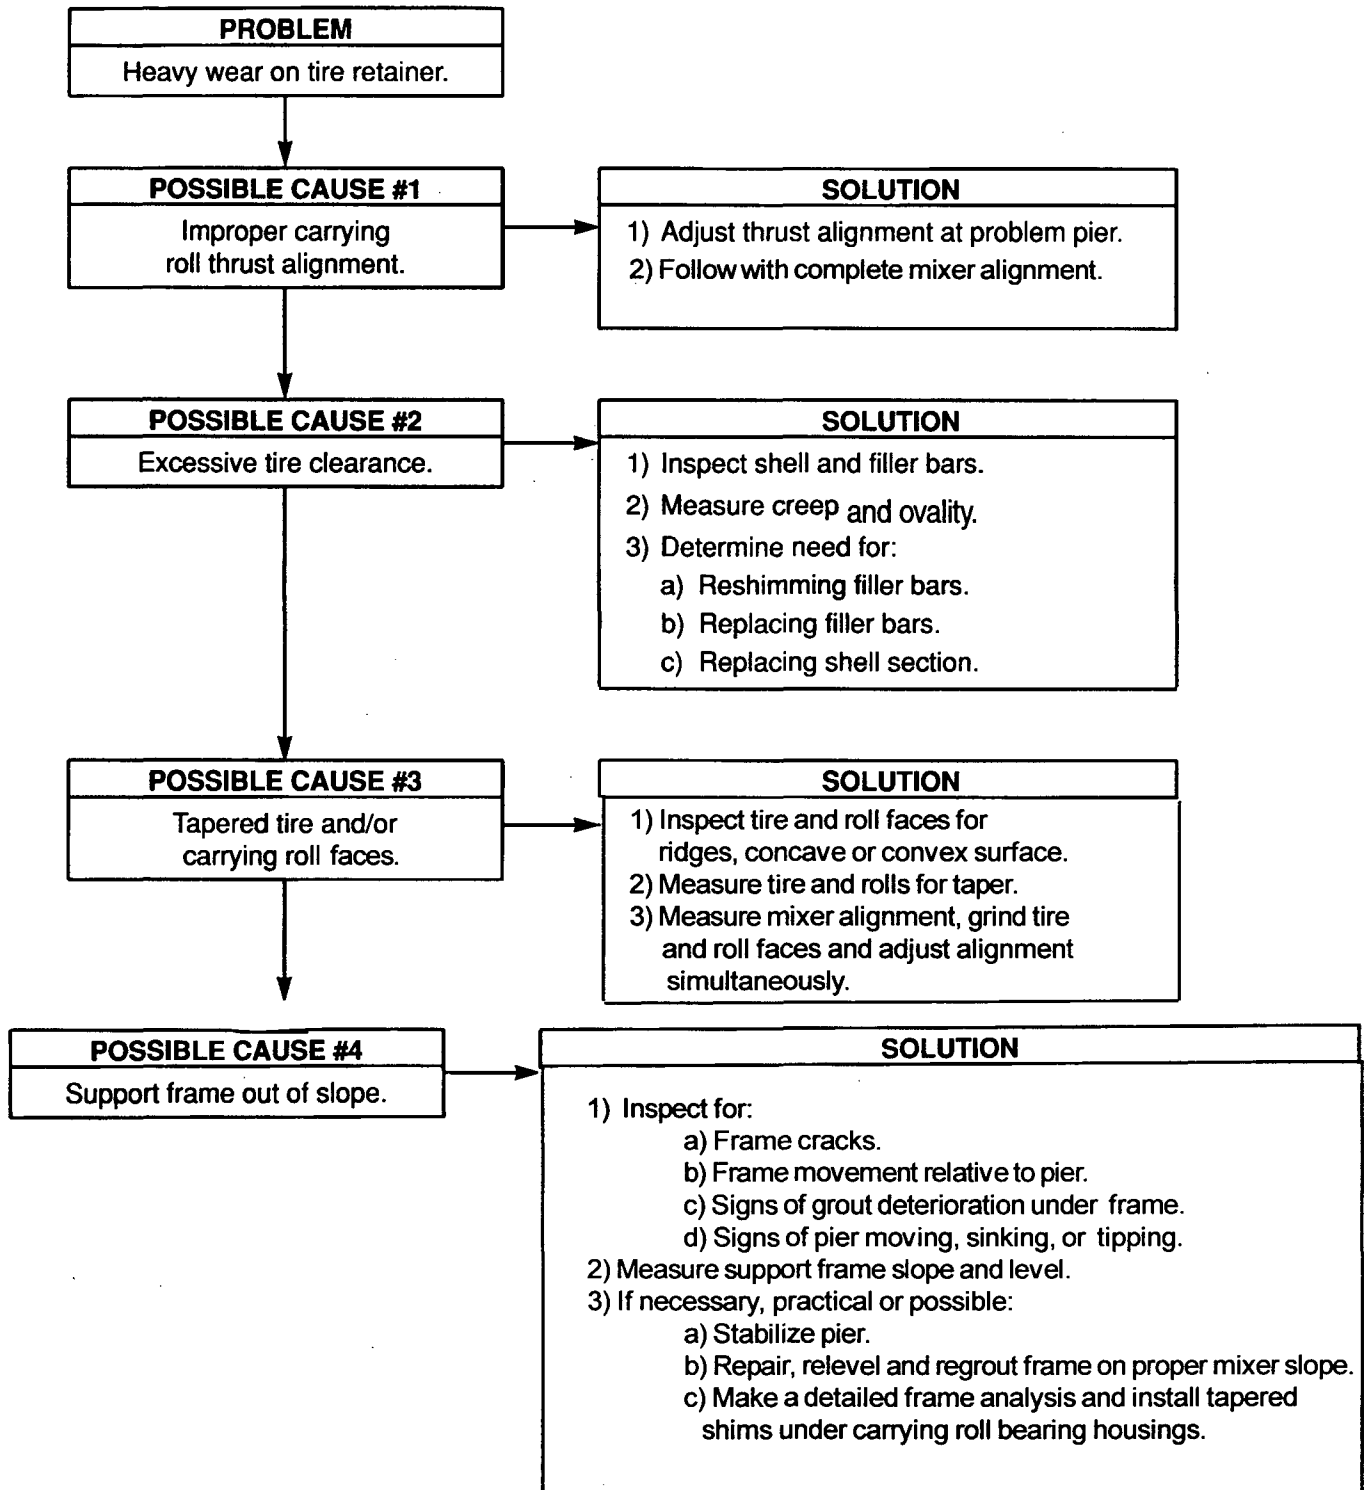 PROBLEM
Heavy wear on tire retainer.
POSSIBLE CAUSE #1
Improper carrying
roll thrust alignment.
SOLUTION
1) Adjust thrust alignment at problem pier.
2) Follow with complete mixer alignment.
POSSIBLE CAUSE #2
Excessive tire clearance.
SOLUTION
1) Inspect shell and filler bars.
2) Measure creep and ovality.
3) Determine need for:
a) Reshimming filler bars.
b) Replacing filler bars.
c) Replacing shell section.
POSSIBLE CAUSE #3
Tapered tire and/or
carrying roll faces.
SOLUTION
1) Inspect tire and roll faces for
ridges, concave or convex surface.
2) Measure tire and rolls for taper.
3) Measure mixer alignment, grind tire
and roll faces and adjust alignment
simultaneously.
POSSIBLE CAUSE #4
Support frame out of slope.
SOLUTION
1) Inspect for:
a) Frame cracks.
b) Frame movement relative to pier.
c) Signs of grout deterioration under frame.
d) Signs of pier moving, sinking, or tipping.
2) Measure support frame slope and level.
3) If necessary, practical or possible:
a) Stabilize pier.
b) Repair, relevel and regrout frame on proper mixer slope.
c) Make a detailed frame analysis and install tapered
shims under carrying roll bearing housings.